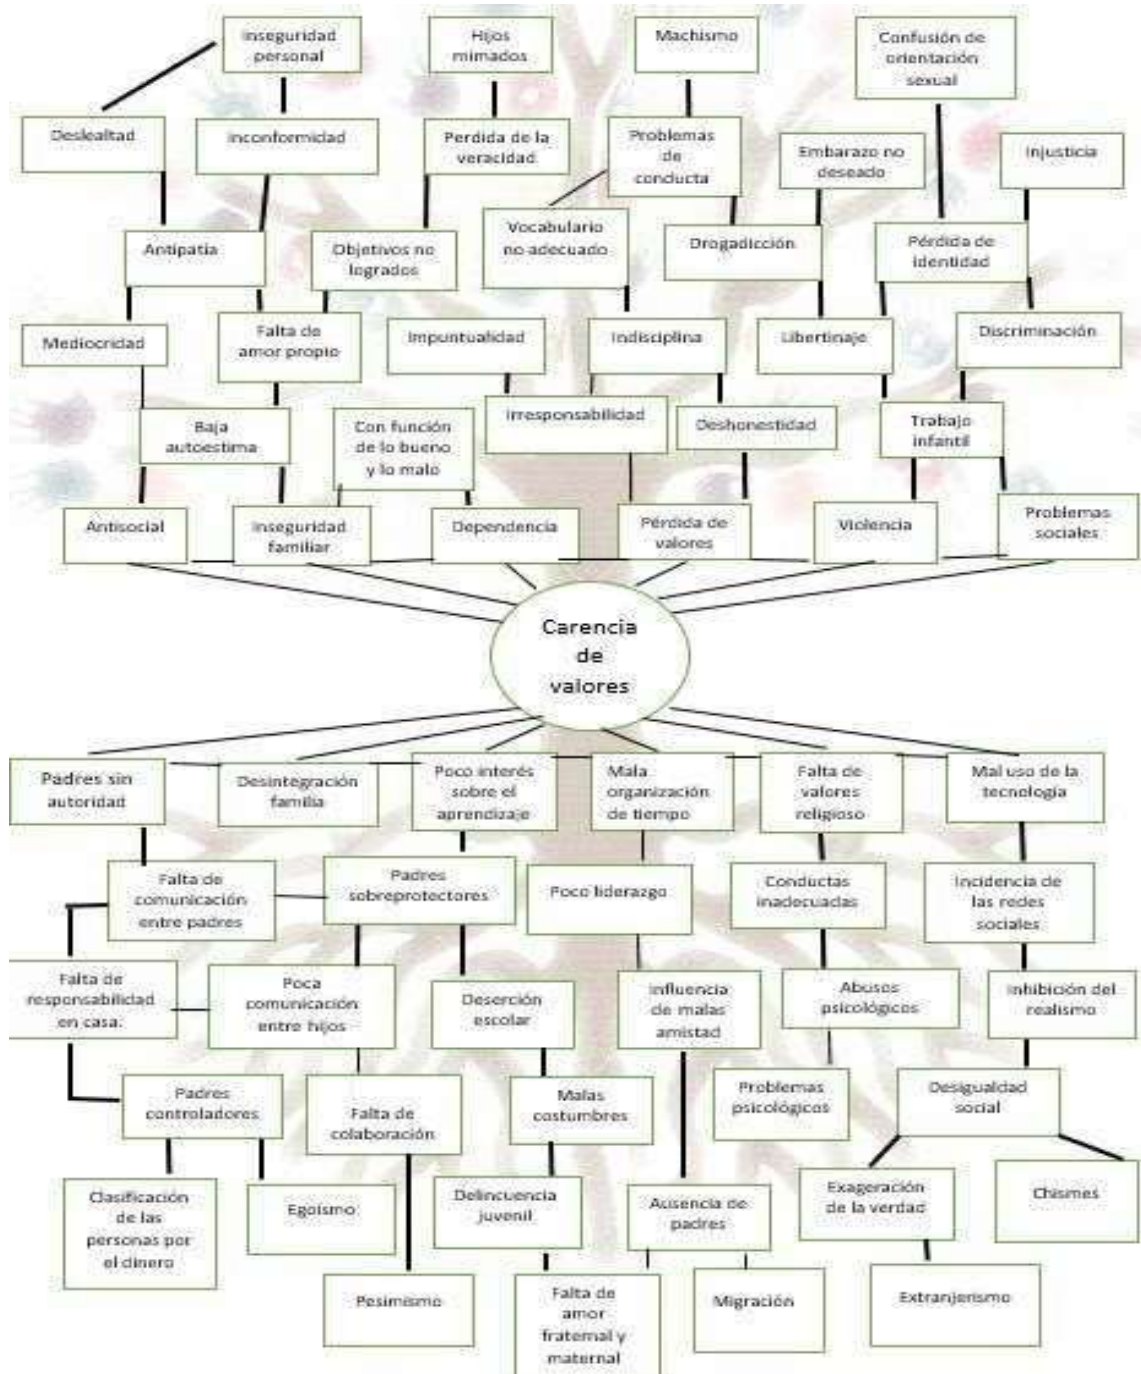 Inseguridad
personal
Hijos
mimados
Machismo
Confusión de
orientación
sexual
Deslealtad
Inconformidad
Perdida de la
veracidad
Problemas
de
conducta
Embarazo no
deseado
Injusticia
Antipatia
Objetivos no
logrados
Vocabulario
no adecuado
Drogadicción
Pérdida de
identidad
Mediocridad
Falta de
amor propio
Impuntualidad
Indisciplina
Libertinaje
Discriminación
Baja
autoestima
Con función
de lo bueno
y lo malo
Irresponsabilidad
Deshonestidad
Trabajo
infantil
Antisocial
Inseguridad
familiar
Dependencia
Pérdida de
valores
Violencia
Problemas
sociales
Carencia
de
valores
Padres sin
autoridad
Desintegración
familia
Poco interés
sobre el
aprendizaje
Mala
organización
de tiempo
Falta de
valores
religioso
Mal uso de la
tecnología
Falta de
comunicación
entre padres
Padres
sobreprotectores
Poco liderazgo
Conductas
inadecuadas
Incidencia de
las redes
sociales
Falta de
responsabilidad
en casa.
Poca
comunicación
entre hijos
Deserción
escolar
Influencia
de malas
amistad
Abusos
psicológicos
Inhibición del
realismo
Padres
controladores
Falta de
colaboración
Malas
costumbres
Problemas
psicológicos
Desigualdad
social
Clasificación
de las
personas por
el dinero
Egoísmo
Delincuencia
juvenil
Ausencia de
padres
Exageración
de la verdad
Chismes
Pesimismo
Falta de
amor
fraternal y
maternal
Migración
Extranjerismo